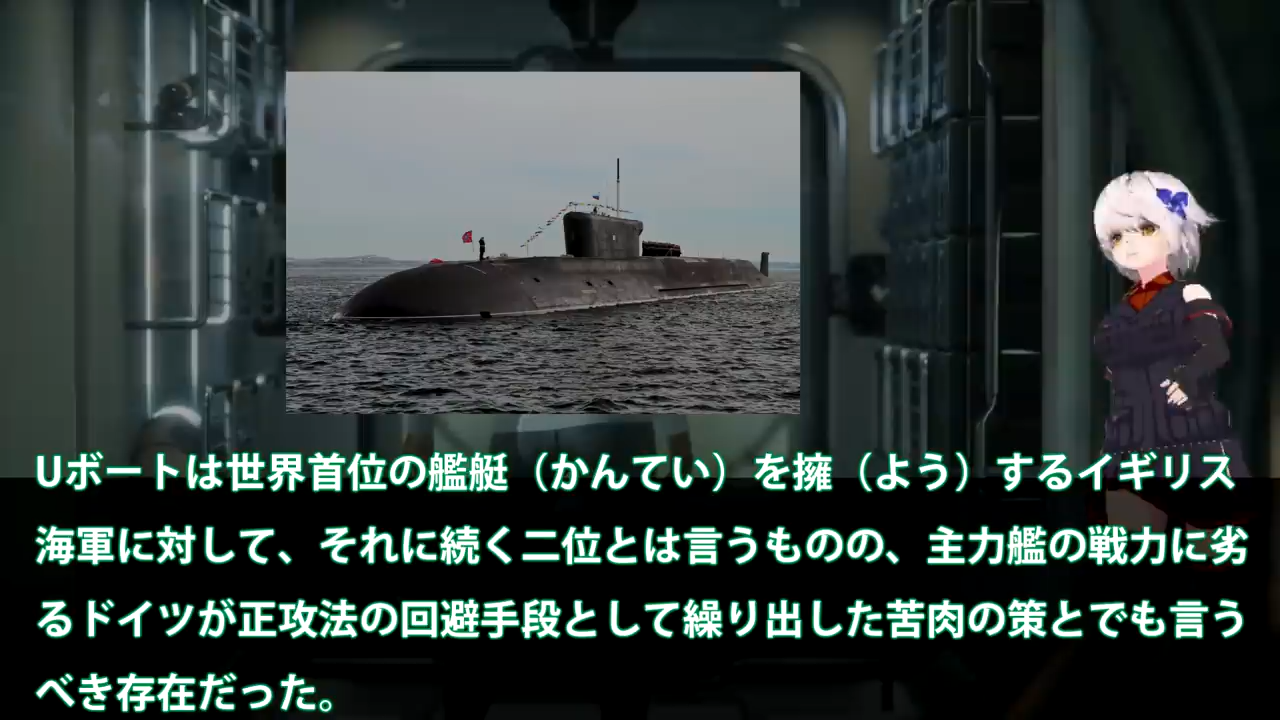 Uボートは世界首位の艦艇（かんてい）を擁（よう）するイギリス
海軍に対して、それに続く二位とは言うものの、主力艦の戦力に劣
るドイツが正攻法の回避手段として繰り出した苦肉の策とでも言う
べき存在だった。